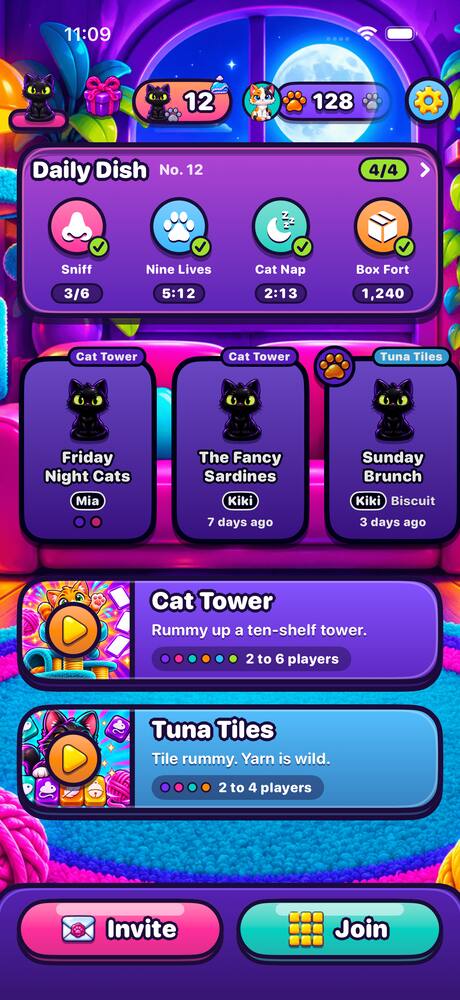 11:09
12
128
Daily Dish No. 12 4/4
Sniff Nine Lives Cat Nap Box Fort
3/6 5:12 2:13 1,240
Cat Tower Cat Tower Tuna Tiles
Friday
Night Cats
Mia
The Fancy
Sardines
Kiki
7 days ago
Sunday
Brunch
Kiki Biscuit
3 days ago
Cat Tower
Rummy up a ten-shelf tower.
2 to 6 players
Tuna Tiles
Tile rummy. Yarn is wild.
2 to 4 players
Invite Join